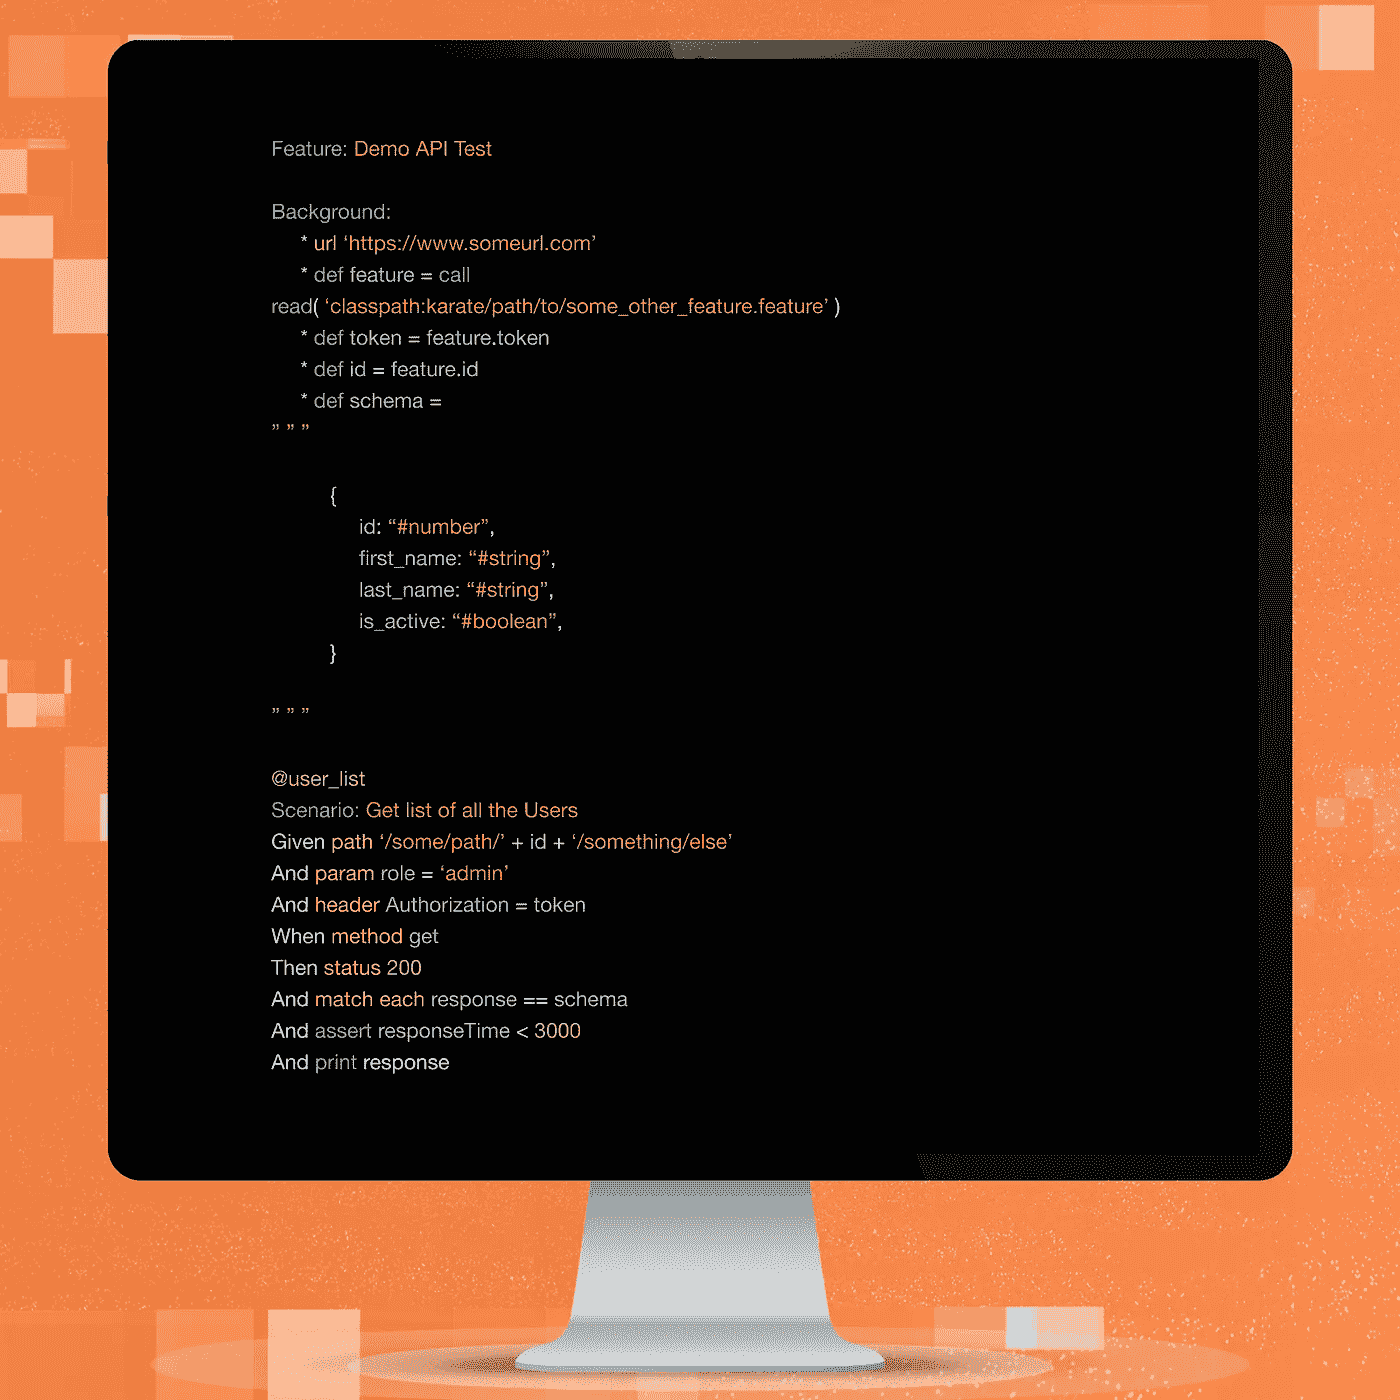 Feature: Demo API Test
Background:
* url ‘https://www.someurl.com’
* def feature = call
read( ‘classpath:karate/path/to/some_other_feature.feature’ )
* def token = feature.token
* def id = feature.id
* def schema =
” ” ”
{
id: “#number”,
first_name: “#string”,
last_name: “#string”,
is_active: “#boolean”,
}
” ” ”
@user_list
Scenario: Get list of all the Users
Given path ‘/some/path/’ + id + ‘/something/else’
And param role = ‘admin’
And header Authorization = token
When method get
Then status 200
And match each response == schema
And assert responseTime < 3000
And print response